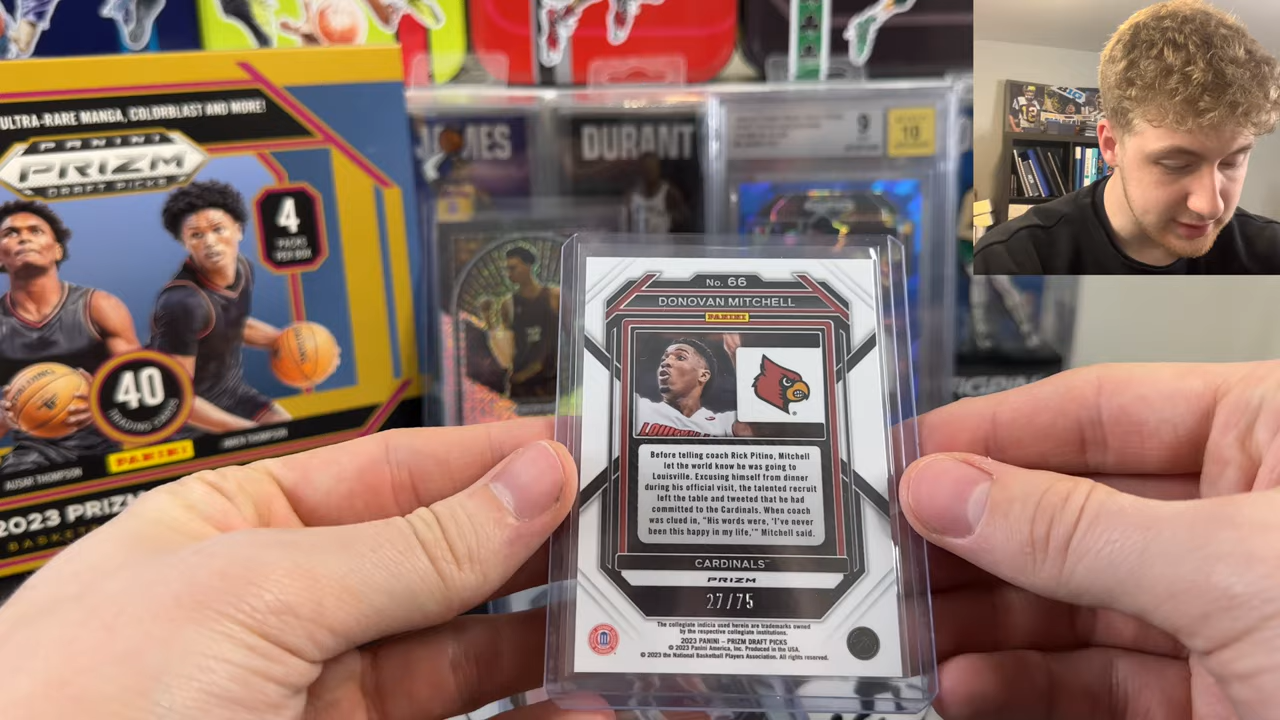 ULTRA-RARE MANGA, COLORBLAST AND MORE!
PANINI
PRIZM
DRAFT PICKS
4
PACKS
PER BOX
40
TRADING CARDS
PANINI
AUSAR THOMPSON
AMEN THOMPSON
2023 PRIZ
DURANT
9
10
No. 66
DONOVAN MITCHELL
PANINI
LOUISV
Before telling coach Rick Pitino, Mitchell
let the world know he was going to
Louisville. Excusing himself from dinner
during his official visit, the talented recruit
left the table and tweeted that he had
committed to the Cardinals. When coach
was clued in, "His words were, 'I've never
been this happy in my life,'" Mitchell said.
CARDINALS™
PRIZM
27/75
The collegiate indicia used herein are trademarks owned
by the respective collegiate institutions.
2023 PANINI – PRIZM DRAFT PICKS
© 2023 Panini America, Inc. Produced in the USA.
© 2023 the National Basketball Players Association. All rights reserved.